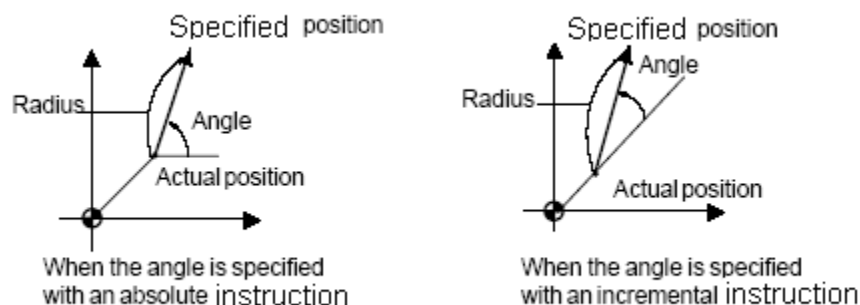 Specified position
Radius
Angle
Actual position
When the angle is specified
with an absolute instruction
Specified position
Angle
Radius
Actual position
When the angle is specified
with an incremental instruction